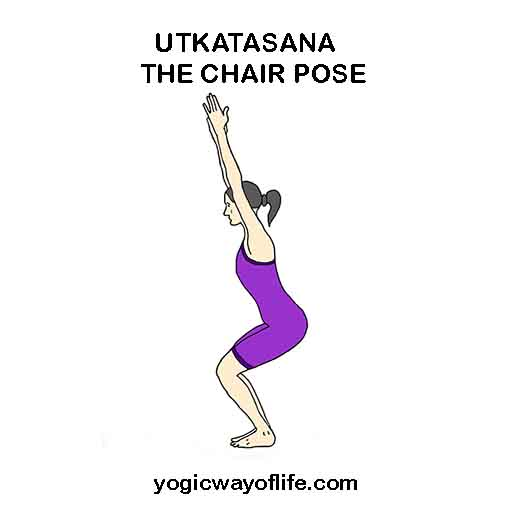 UTKATASANA
THE CHAIR POSE
yogicwayoflife.com